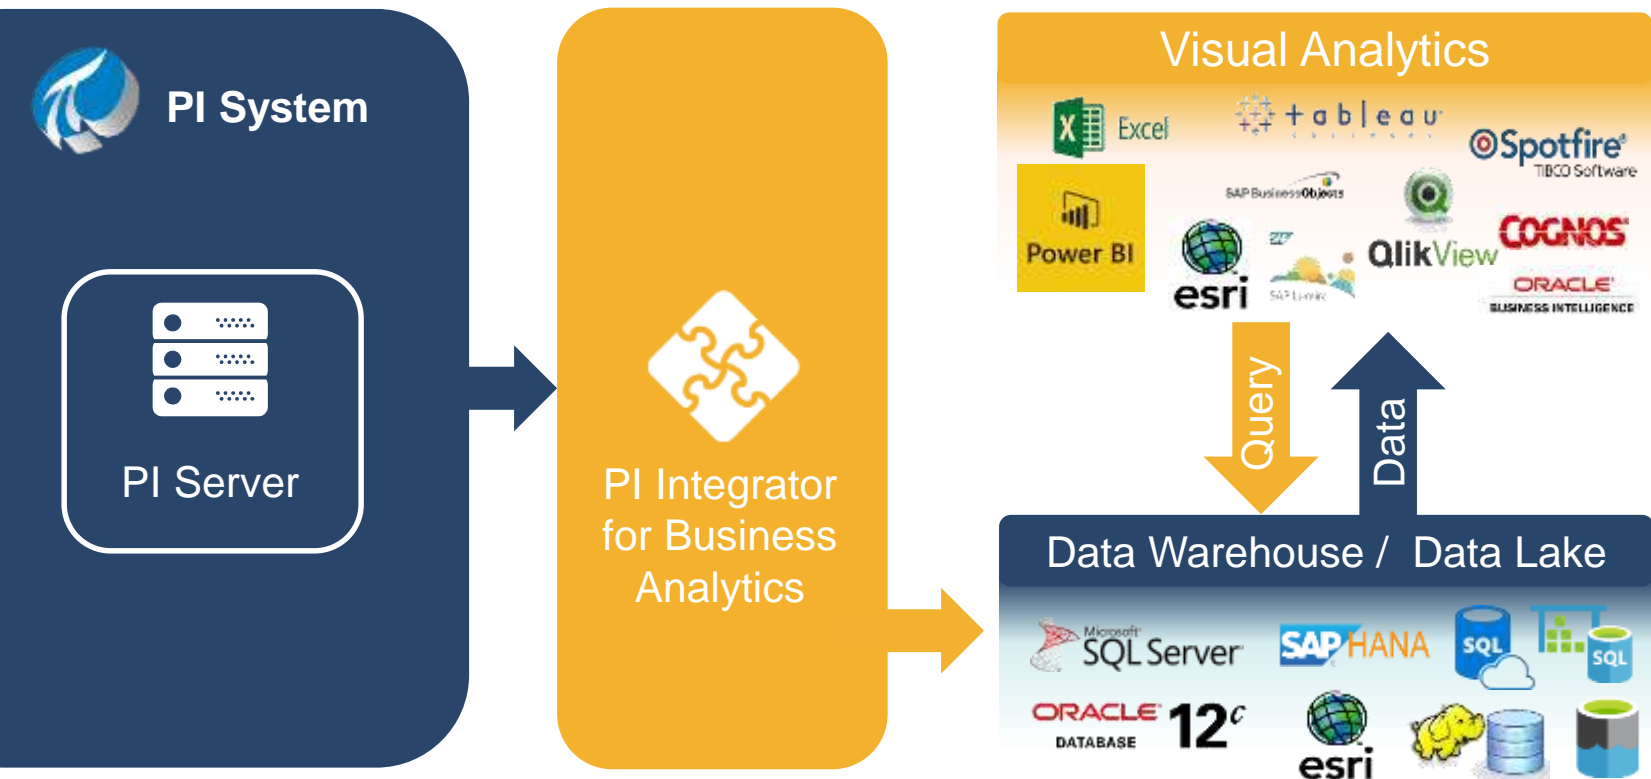 PI System
PI Server
PI Integrator
for Business
Analytics
Visual Analytics
Excel
tableau
Spotfire
TIBCO Software
Power BI
SAP BusinessObjects
esri
SAP Lumira
QlikView
COGNOS
ORACLE
BUSINESS INTELLIGENCE
Query
Data
Data Warehouse / Data Lake
Microsoft
SQL Server
SAP HANA
SQL
SQL
ORACLE
DATABASE
12c
esri